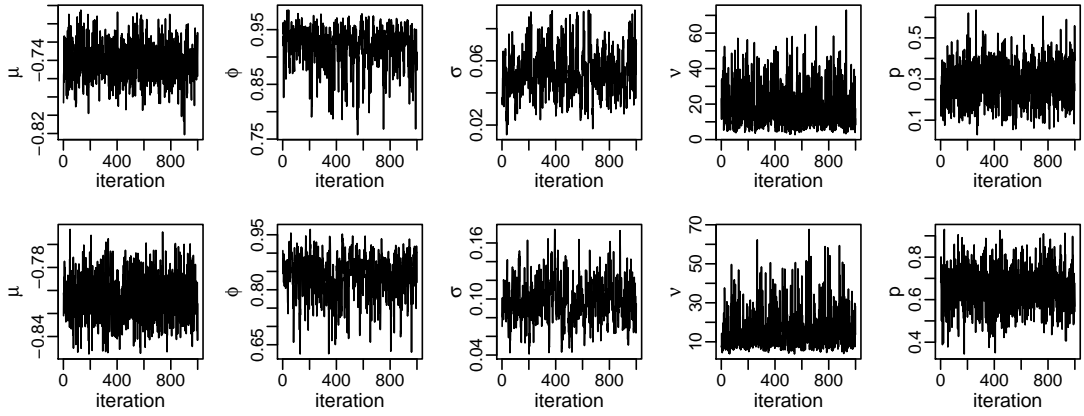 μ
−0.82
−0.74
0 400 800
iteration
ϕ
0.75 0.85 0.95
0 400 800
iteration
σ
0.02 0.06
0 400 800
iteration
ν
0 20 40 60
0 400 800
iteration
p
0.1 0.3 0.5
0 400 800
iteration
μ
−0.84 −0.78
0 400 800
iteration
ϕ
0.65 0.80 0.95
0 400 800
iteration
σ
0.04 0.10 0.16
0 400 800
iteration
ν
10 30 50 70
0 400 800
iteration
p
0.4 0.6 0.8
0 400 800
iteration